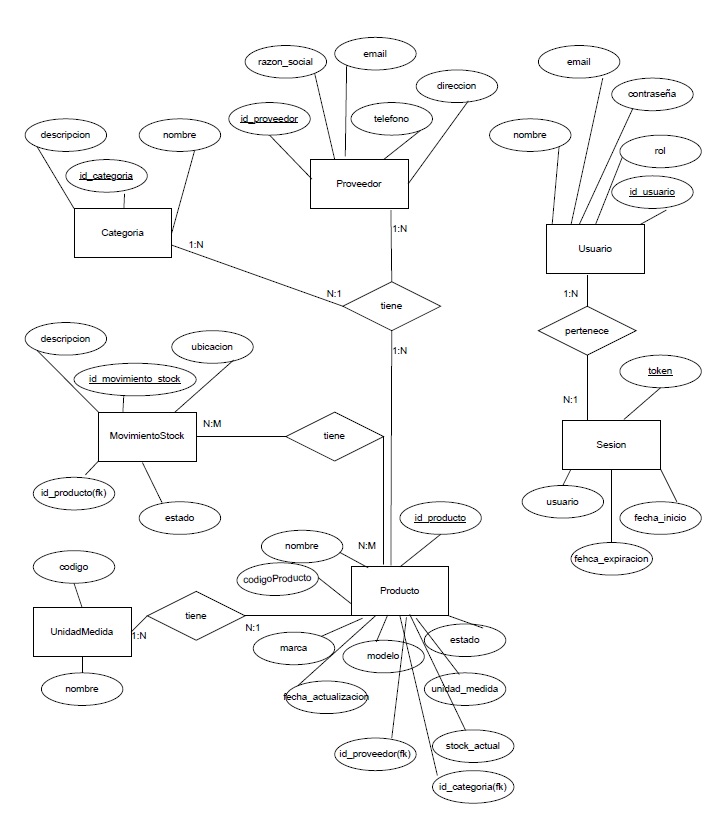 email
razon_social
email
direccion
contraseña
id_proveedor
telefono
descripcion
nombre
nombre
rol
id_categoria
id_usuario
Proveedor
Categoria
1:N
Usuario
1:N
N:1
1:N
tiene
pertenece
descripcion
ubicacion
1:N
id_movimiento_stock
token
N:1
N:M
MovimientoStock
tiene
Sesion
id_producto(fk)
usuario
estado
id_producto
fecha_inicio
nombre
N:M
fehca_expiracion
codigo
codigoProducto
Producto
tiene
UnidadMedida
1:N
N:1
estado
marca
modelo
nombre
fecha_actualizacion
unidad_medida
stock_actual
id_proveedor(fk)
id_categoria(fk)